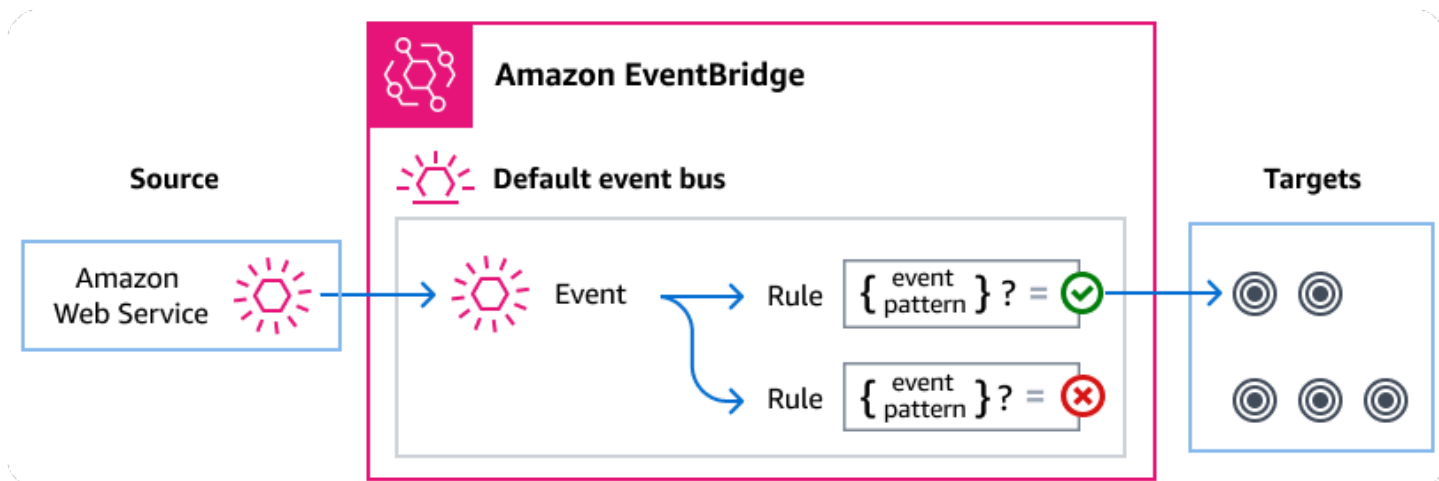 Amazon EventBridge
Source
Default event bus
Targets
Amazon
Web Service
Event
Rule
{ event
pattern } ? =
Rule
{ event
pattern } ? =